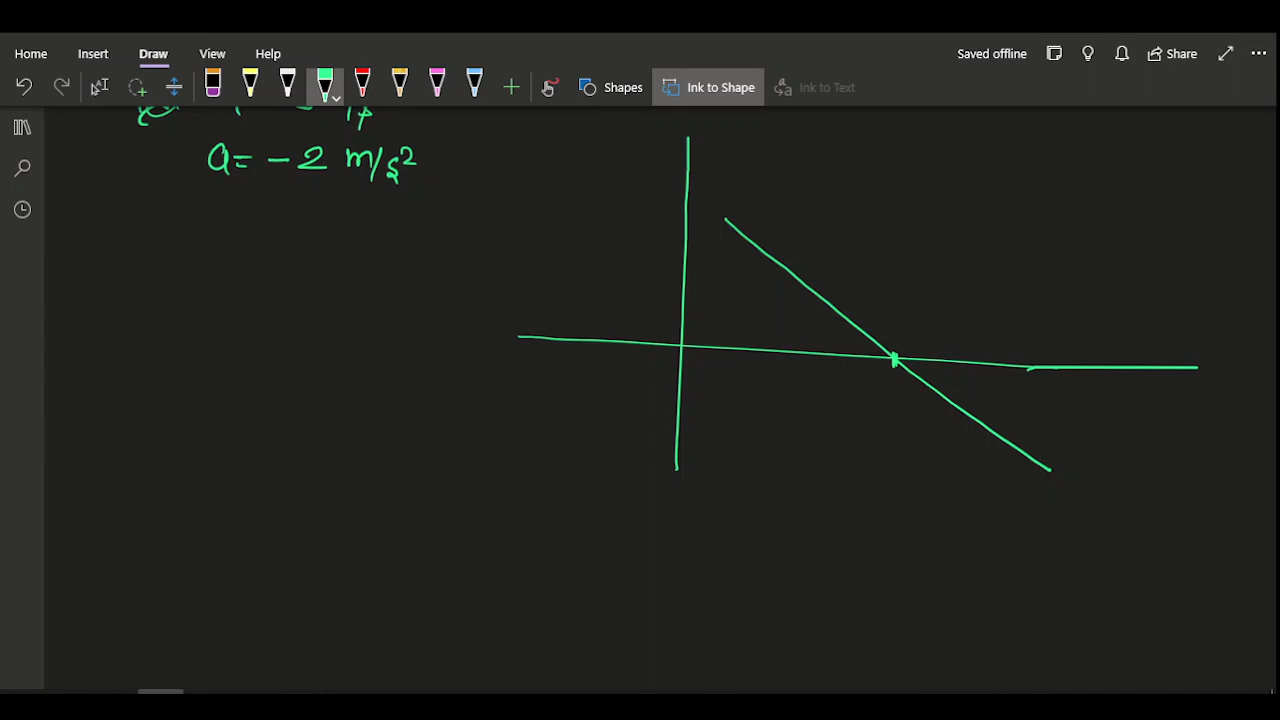 Home Insert Draw View Help Saved offline Share
Shapes Ink to Shape Ink to Text
a= -2 m/s2